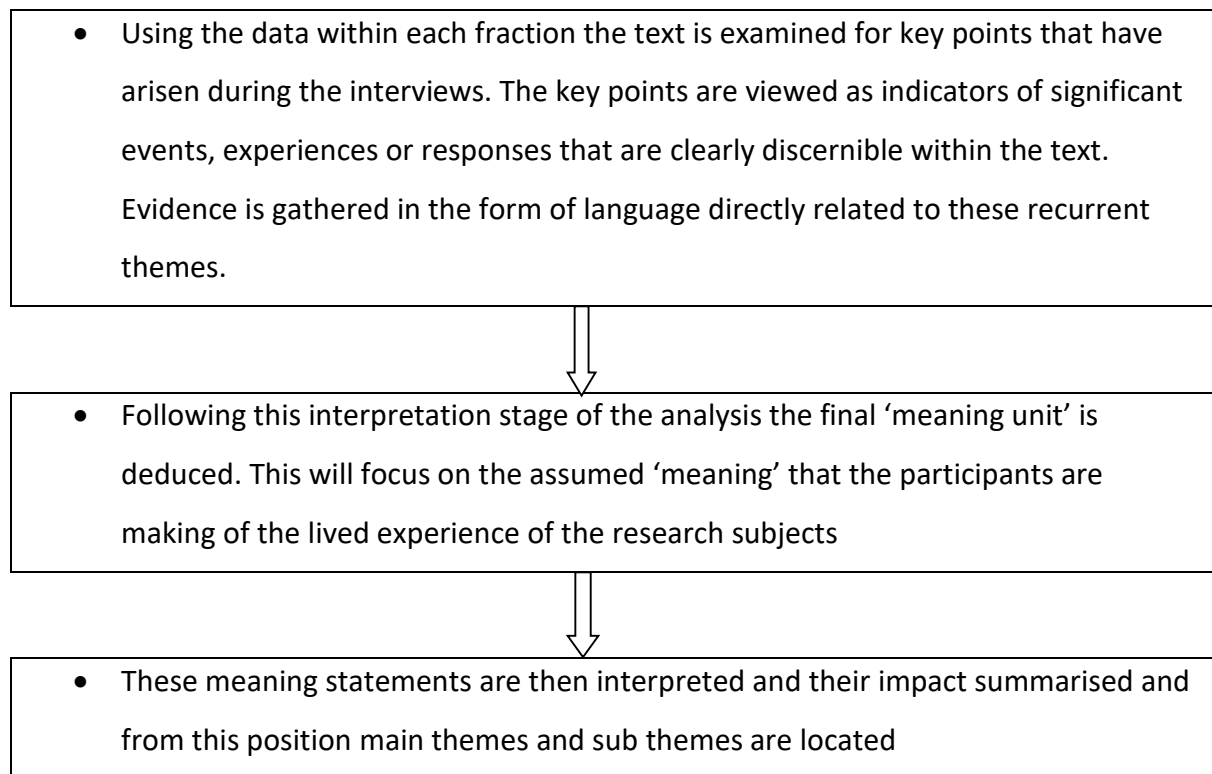 • Using the data within each fraction the text is examined for key points that have
arisen during the interviews. The key points are viewed as indicators of significant
events, experiences or responses that are clearly discernible within the text.
Evidence is gathered in the form of language directly related to these recurrent
themes.
• Following this interpretation stage of the analysis the final ‘meaning unit’ is
deduced. This will focus on the assumed ‘meaning’ that the participants are
making of the lived experience of the research subjects
• These meaning statements are then interpreted and their impact summarised and
from this position main themes and sub themes are located